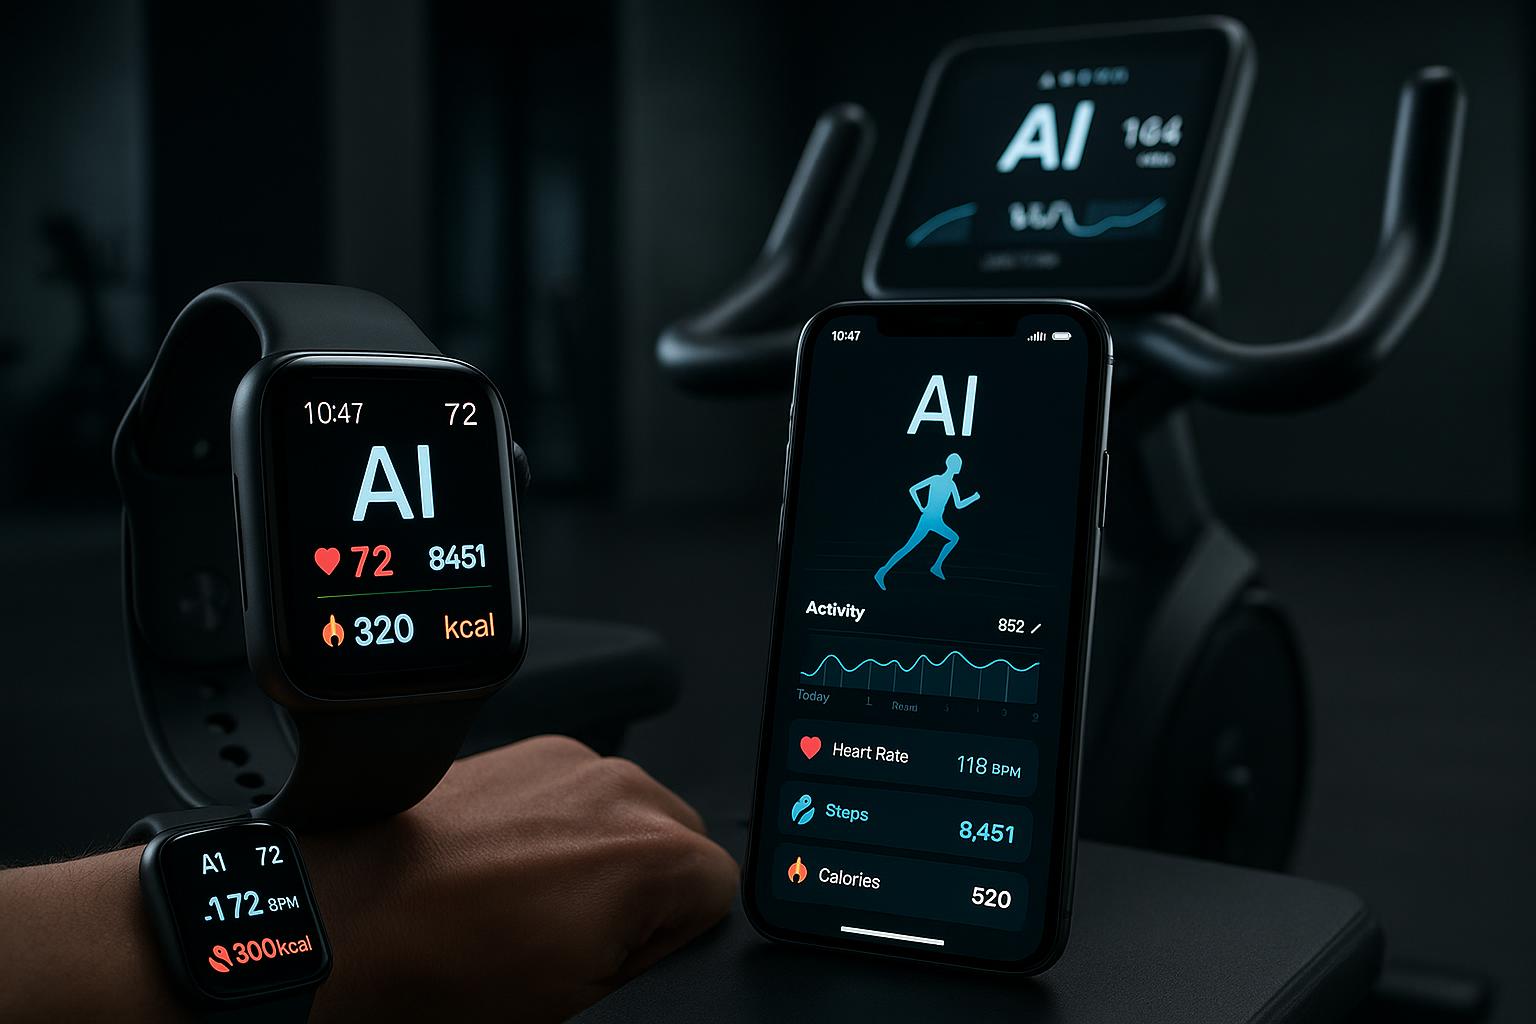 10:47 72
AI
72 8451
320 kcal
A1 72
-172 8PM
300kcal
AI
164
10:47
AI
Activity
852
Today
Heart Rate 118 BPM
Steps 8,451
Calories 520